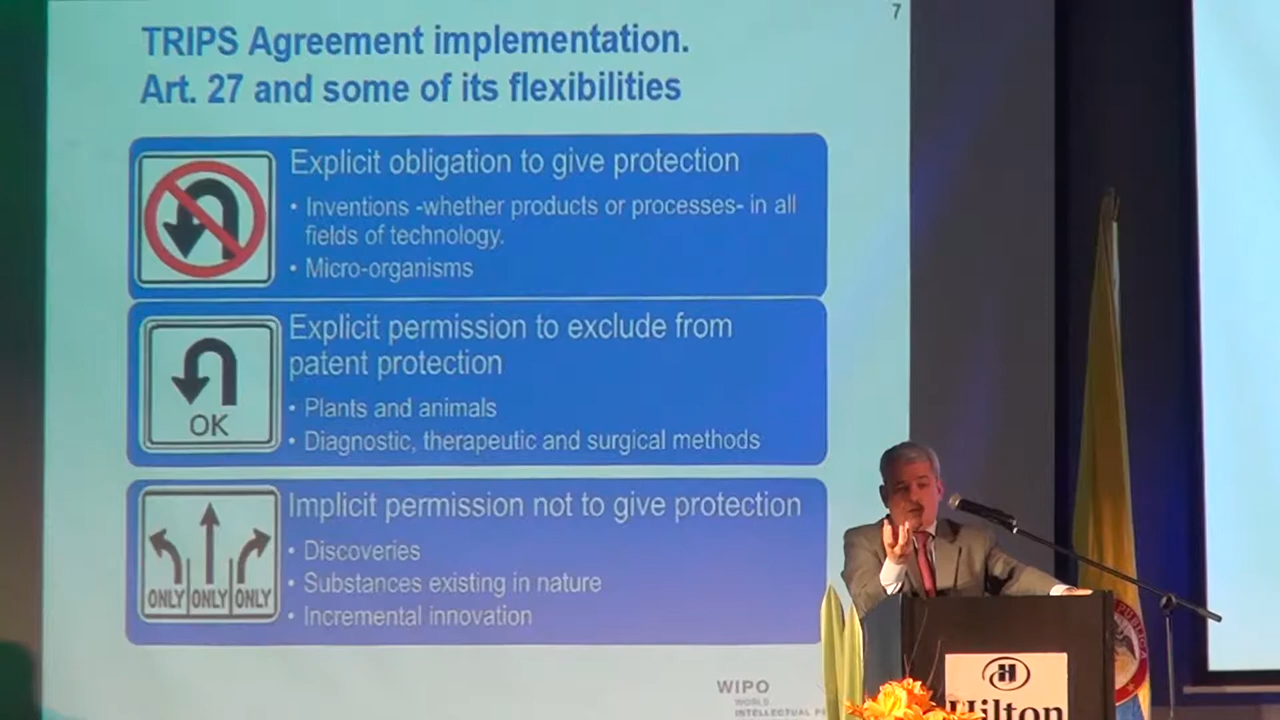 7
TRIPS Agreement implementation.
Art. 27 and some of its flexibilities
Explicit obligation to give protection
• Inventions -whether products or processes- in all
fields of technology.
• Micro-organisms
Explicit permission to exclude from
patent protection
OK
• Plants and animals
• Diagnostic, therapeutic and surgical methods
Implicit permission not to give protection
ONLY ONLY ONLY
• Discoveries
• Substances existing in nature
• Incremental innovation
WIPO
WORLD
INTELLECTUAL
H
Hilton